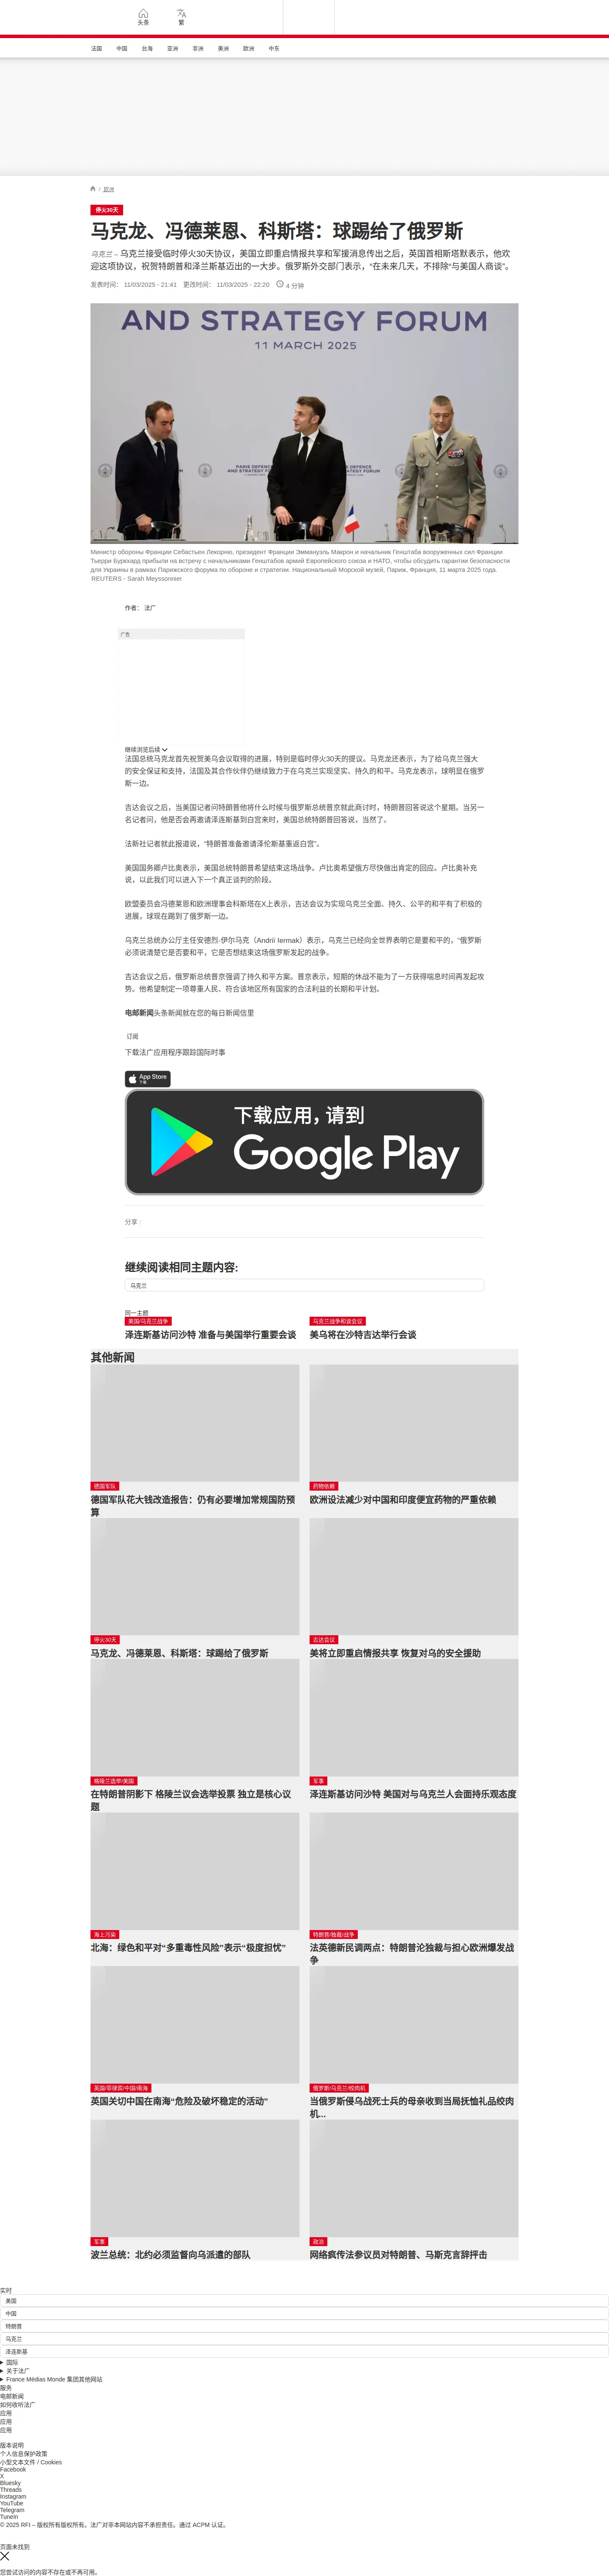 头条
繁
法国
中国
台海
亚洲
非洲
美洲
欧洲
中东
/ 欧洲
停火30天
马克龙、冯德莱恩、科斯塔：球踢给了俄罗斯
乌克兰 – 乌克兰接受临时停火30天协议，美国立即重启情报共享和军援消息传出之后，英国首相斯塔默表示，他欢
迎这项协议，祝贺特朗普和泽兰斯基迈出的一大步。俄罗斯外交部门表示，“在未来几天，不排除”与美国人商谈”。
发表时间： 11/03/2025 - 21:41 更改时间： 11/03/2025 - 22:20 4 分钟
AND STRATEGY FORUM
11 MARCH 2025
PARIS DEFENCE AND STRATEGY FORUM
Министр обороны Франции Себастьен Лекорню, президент Франции Эммануэль Макрон и начальник Генштаба вооруженных сил Франции
Тьерри Буркхард прибыли на встречу с начальниками Генштабов армий Европейского союза и НАТО, чтобы обсудить гарантии безопасности
для Украины в рамках Парижского форума по обороне и стратегии. Национальный Морской музей, Париж, Франция, 11 марта 2025 года.
REUTERS - Sarah Meyssonnier
作者： 法广
广告
继续浏览后续
法国总统马克龙首先祝贺美乌会议取得的进展，特别是临时停火30天的提议。马克龙还表示，为了给乌克兰强大
的安全保证和支持，法国及其合作伙伴仍继续致力于在乌克兰实现坚实、持久的和平。马克龙表示，球明显在俄罗
斯一边。
吉达会议之后，当美国记者问特朗普他将什么时候与俄罗斯总统普京就此商讨时，特朗普回答说这个星期。当另一
名记者问，他是否会再邀请泽连斯基到白宫来时，美国总统特朗普回答说，当然了。
法新社记者就此报道说，“特朗普准备邀请泽伦斯基重返白宫”。
美国国务卿卢比奥表示，美国总统特朗普希望结束这场战争。卢比奥希望俄方尽快做出肯定的回应。卢比奥补充
说，以此我们可以进入下一个真正谈判的阶段。
欧盟委员会冯德莱恩和欧洲理事会科斯塔在X上表示，吉达会议为实现乌克兰全面、持久、公平的和平有了积极的
进展，球现在踢到了俄罗斯一边。
乌克兰总统办公厅主任安德烈-伊尔马克（Andrii Iermak）表示，乌克兰已经向全世界表明它是要和平的，“俄罗斯
必须说清楚它是否要和平，它是否想结束这场俄罗斯发起的战争。
吉达会议之后，俄罗斯总统普京强调了持久和平方案。普京表示，短期的休战不能为了一方获得喘息时间再发起攻
势。他希望制定一项尊重人民、符合该地区所有国家的合法利益的长期和平计划。
电邮新闻头条新闻就在您的每日新闻信里
订阅
下载法广应用程序跟踪国际时事
App Store
下载
下载应用，请到
Google Play
分享 :
继续阅读相同主题内容:
乌克兰
同一主题
美国/乌克兰战争
泽连斯基访问沙特 准备与美国举行重要会谈
乌克兰战争和谈会议
美乌将在沙特吉达举行会谈
其他新闻
德国军队
德国军队花大钱改造报告：仍有必要增加常规国防预
算
药物依赖
欧洲设法减少对中国和印度便宜药物的严重依赖
停火30天
马克龙、冯德莱恩、科斯塔：球踢给了俄罗斯
吉达会议
美将立即重启情报共享 恢复对乌的安全援助
格陵兰选举/美国
在特朗普阴影下 格陵兰议会选举投票 独立是核心议
题
军事
泽连斯基访问沙特 美国对与乌克兰人会面持乐观态度
海上污染
北海：绿色和平对“多重毒性风险”表示“极度担忧”
特朗普/独裁/战争
法英德新民调两点：特朗普沦独裁与担心欧洲爆发战
争
英国/菲律宾/中国/南海
英国关切中国在南海“危险及破坏稳定的活动”
俄罗斯/乌克兰/绞肉机
当俄罗斯侵乌战死士兵的母亲收到当局抚恤礼品绞肉
机...
军事
波兰总统：北约必须监督向乌派遣的部队
政治
网络疯传法参议员对特朗普、马斯克言辞抨击
实时
美国
中国
特朗普
乌克兰
泽连斯基
国际
关于法广
France Médias Monde 集团其他网站
服务
电邮新闻
如何收听法广
应用
应用
应用
版本说明
个人信息保护政策
小型文本文件 / Cookies
Facebook
X
Bluesky
Threads
Instagram
YouTube
Telegram
TuneIn
© 2025 RFI – 版权所有版权所有。法广对非本网站内容不承担责任。通过 ACPM 认证。
页面未找到
您尝试访问的内容不存在或不再可用。